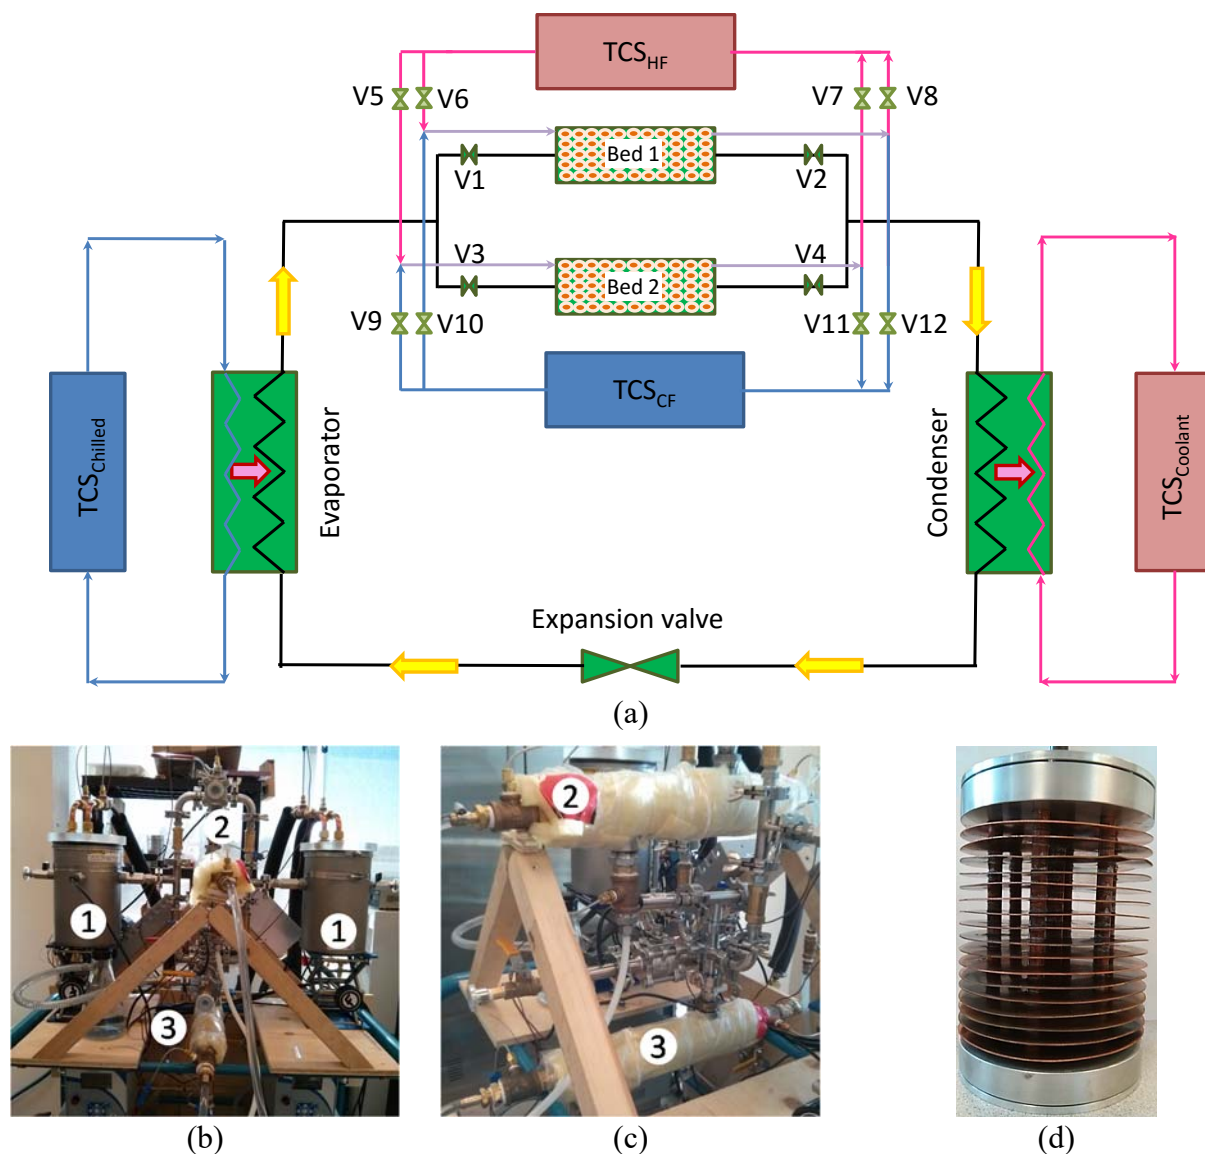 TCSHF
V5
V6
V7
V8
Bed 1
V1
V2
V3
V4
Bed 2
V9
V10
V11
V12
TCSCF
TCSChilled
Evaporator
Condenser
TCSCoolant
Expansion valve
(a)
2
1
1
3
2
3
(b)
(c)
(d)